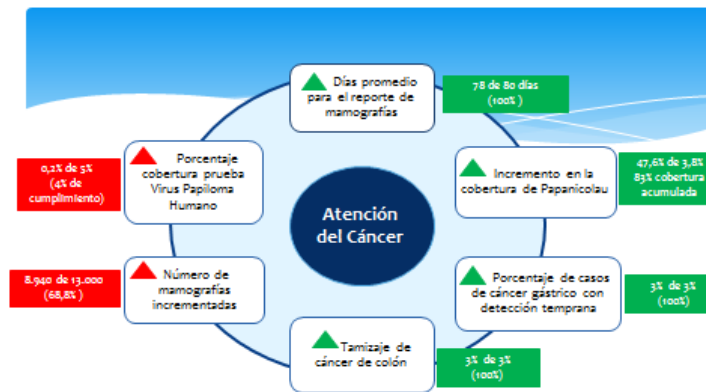 Días promedio
para el reporte de
mamografías
78 de 80 días
(100% )
Incremento en la
cobertura de Papanicolau
47,6% de 3,8%
83% cobertura
acumulada
Porcentaje de casos
de cáncer gástrico con
detección temprana
3% de 3%
(100%)
Tamizaje de
cáncer de colón
3% de 3%
(100%)
Número de
mamografías
incrementadas
8.940 de 13.000
(68,8% )
Porcentaje
cobertura prueba
Virus Papiloma
Humano
0,2% de 5%
(4% de
cumplimiento)
Atención
del Cáncer